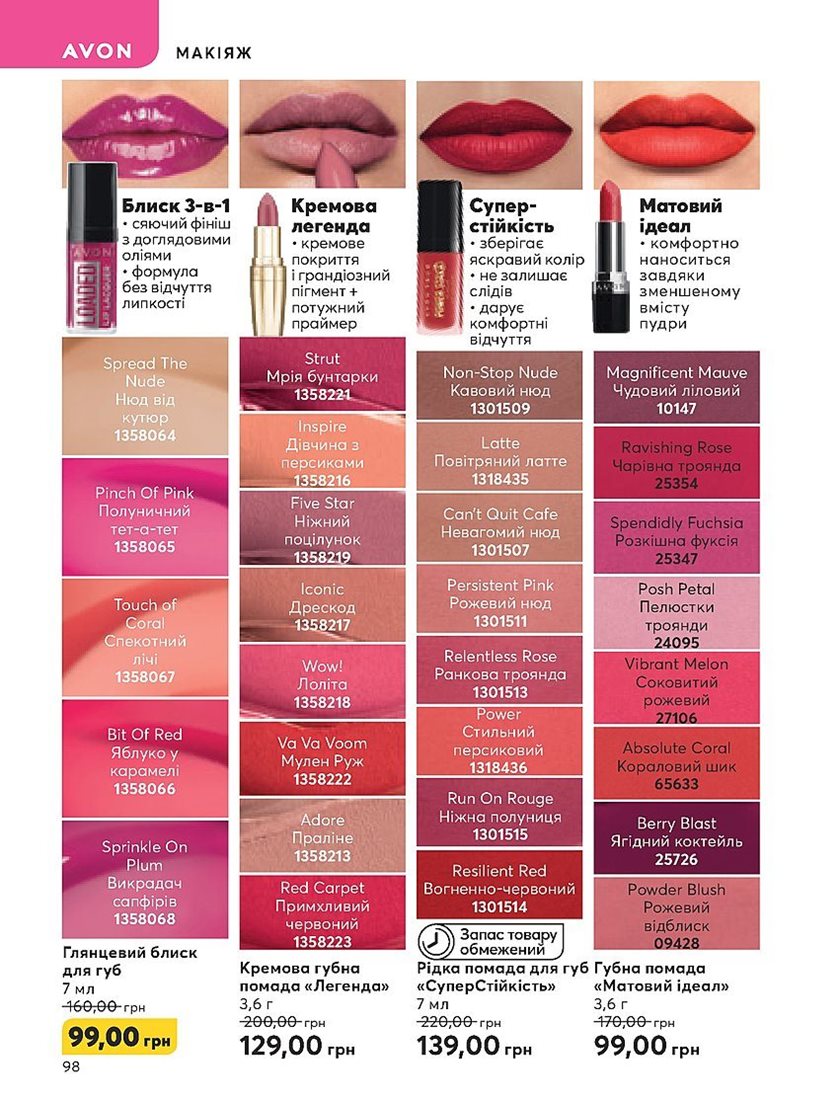 AVON
МАКІЯЖ
Блиск 3-в-1
• сяючий фініш
з доглядовими
оліями
• формула
без відчуття
липкості
AVON
LOADED
LIP LACQUER
Spread The
Nude
Нюд від
кутюр
1358064
Pinch Of Pink
Полуничний
тет-а-тет
1358065
Touch of
Coral
Спекотний
лічі
1358067
Bit Of Red
Яблуко у
карамелі
1358066
Sprinkle On
Plum
Викрадач
сапфірів
1358068
Глянцевий блиск
для губ
7 мл
160,00 грн
99,00 грн
Кремова
легенда
• кремове
покриття
і грандіозний
пігмент +
потужний
праймер
Strut
Мрія бунтарки
1358221
Inspire
Дівчина з
персиками
1358216
Five Star
Ніжний
поцілунок
1358219
Iconic
Дрескод
1358217
Wow!
Лоліта
1358218
Va Va Voom
Мулен Руж
1358222
Adore
Праліне
1358213
Red Carpet
Примхливий
червоний
1358223
Кремова губна
помада «Легенда»
3,6 г
200,00 грн
129,00 грн
Супер-
стійкість
• зберігає
яскравий колір
• не залишає
слідів
• дарує
комфортні
відчуття
Non-Stop Nude
Кавовий нюд
1301509
Latte
Повітряний латте
1318435
Can't Quit Cafe
Невагомий нюд
1301507
Persistent Pink
Рожевий нюд
1301511
Relentless Rose
Ранкова троянда
1301513
Power
Стильний
персиковий
1318436
Run On Rouge
Ніжна полуниця
1301515
Resilient Red
Вогненно-червоний
1301514
Запас товару
обмежений
Рідка помада для губ
«СуперСтійкість»
7 мл
220,00 грн
139,00 грн
Матовий
ідеал
• комфортно
наноситься
завдяки
зменшеному
вмісту
пудри
AVON
Magnificent Mauve
Чудовий ліловий
10147
Ravishing Rose
Чарівна троянда
25354
Spendidly Fuchsia
Розкішна фуксія
25347
Posh Petal
Пелюстки
троянди
24095
Vibrant Melon
Соковитий
рожевий
27106
Absolute Coral
Кораловий шик
65633
Berry Blast
Ягідний коктейль
25726
Powder Blush
Рожевий
відблиск
09428
Губна помада
«Матовий ідеал»
3,6 г
170,00 грн
99,00 грн
98